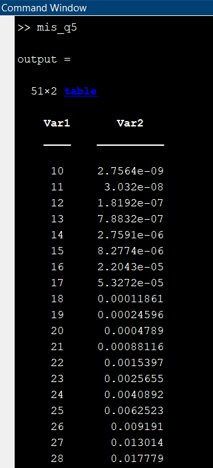 Command Window
>> mis_q5
output =
51×2 table
Var1 Var2
10 2.7564e-09
11 3.032e-08
12 1.8192e-07
13 7.8832e-07
14 2.7591e-06
15 8.2774e-06
16 2.2043e-05
17 5.3272e-05
18 0.00011861
19 0.00024596
20 0.0004789
21 0.00088116
22 0.0015397
23 0.0025655
24 0.0040892
25 0.0062523
26 0.009191
27 0.013014
28 0.017779